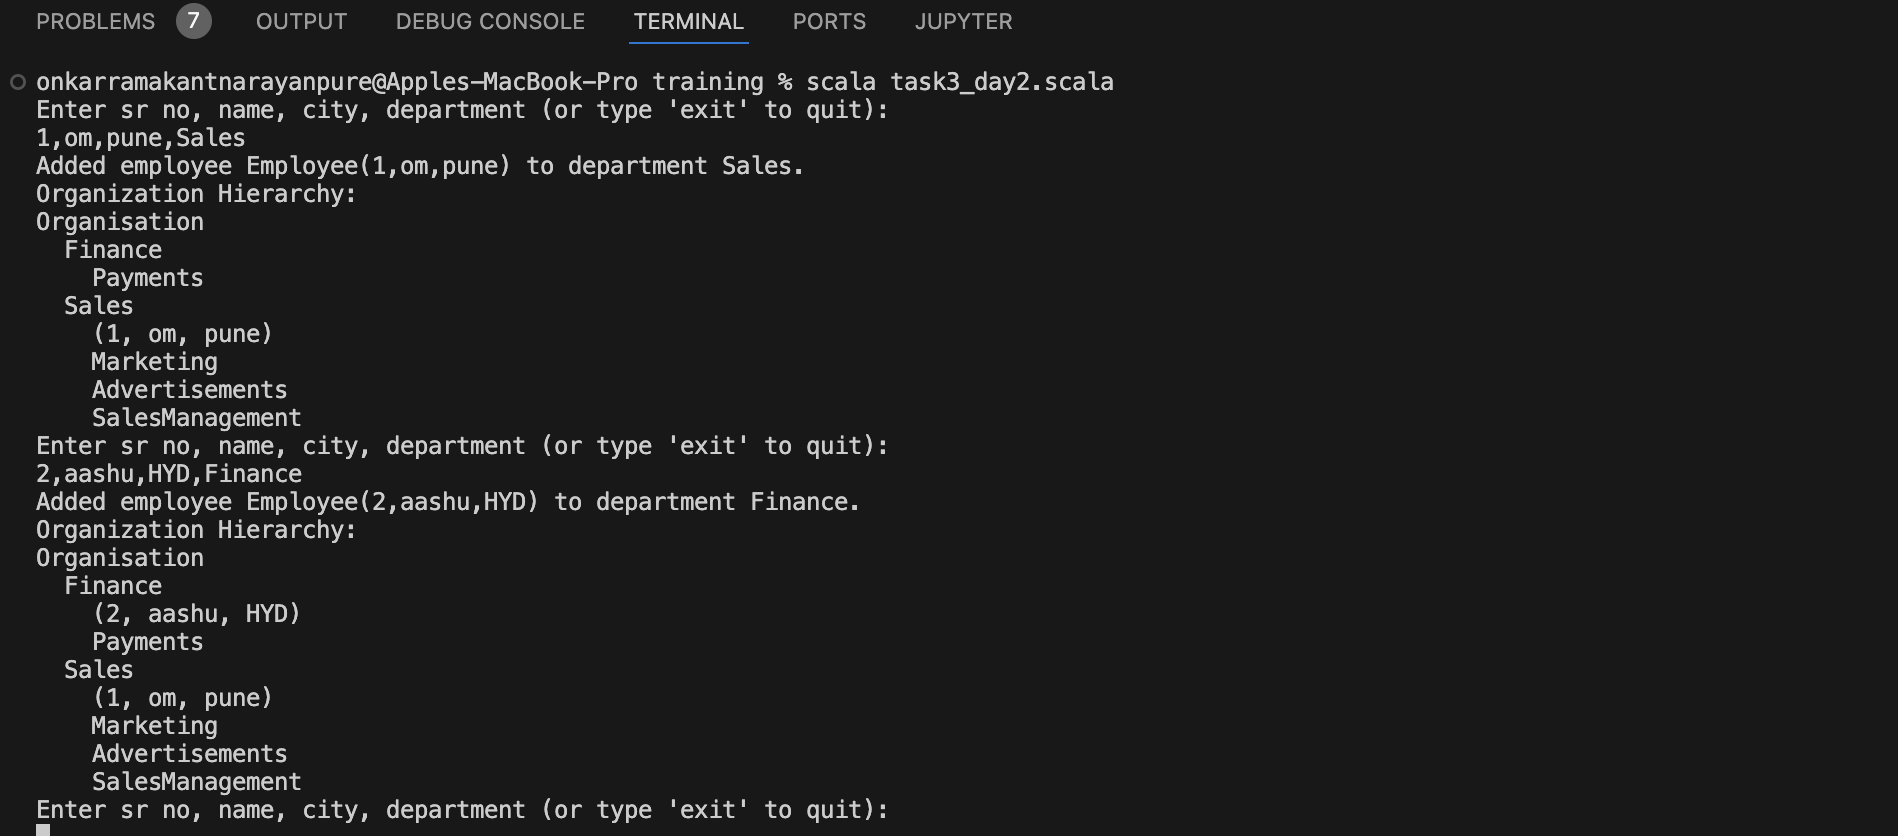 PROBLEMS 7 OUTPUT DEBUG CONSOLE TERMINAL PORTS JUPYTER
onkarramakantnarayanpure@Apples-MacBook-Pro training % scala task3_day2.scala
Enter sr no, name, city, department (or type 'exit' to quit):
1,om,pune,Sales
Added employee Employee(1,om,pune) to department Sales.
Organization Hierarchy:
Organisation
  Finance
    Payments
  Sales
    (1, om, pune)
    Marketing
    Advertisements
    SalesManagement
Enter sr no, name, city, department (or type 'exit' to quit):
2,aashu,HYD,Finance
Added employee Employee(2,aashu,HYD) to department Finance.
Organization Hierarchy:
Organisation
  Finance
    (2, aashu, HYD)
    Payments
  Sales
    (1, om, pune)
    Marketing
    Advertisements
    SalesManagement
Enter sr no, name, city, department (or type 'exit' to quit):